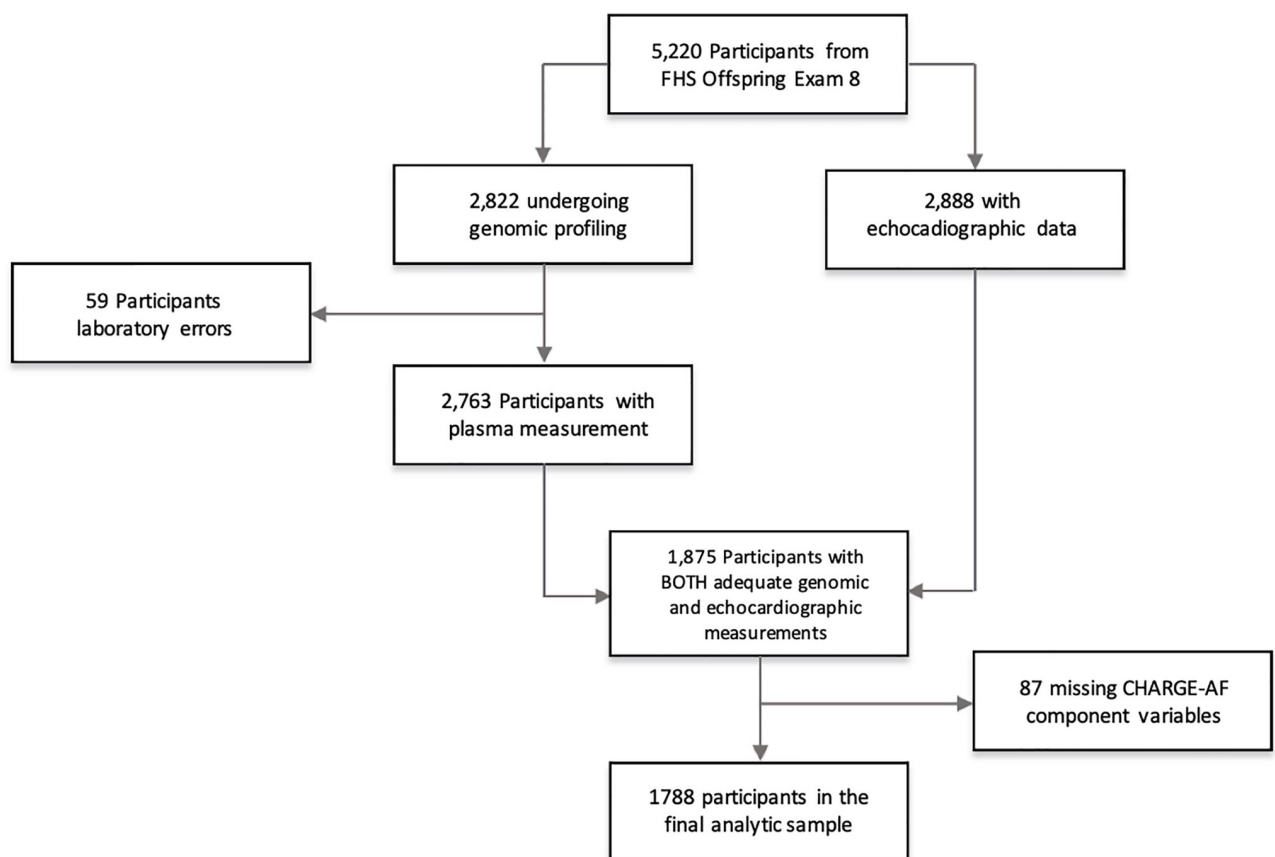 5,220 Participants from
FHS Offspring Exam 8
2,822 undergoing
genomic profiling
2,888 with
echocadiographic data
59 Participants
laboratory errors
2,763 Participants with
plasma measurement
1,875 Participants with
BOTH adequate genomic
and echocardiographic
measurements
87 missing CHARGE-AF
component variables
1788 participants in the
final analytic sample